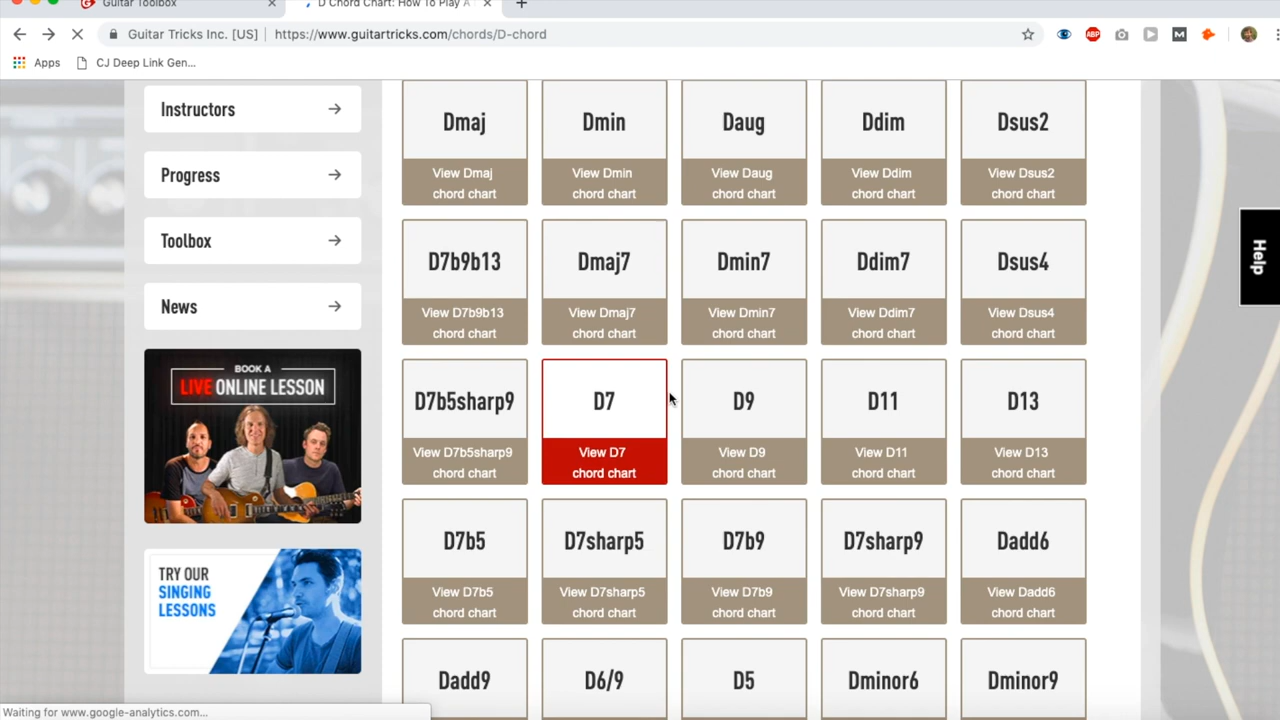 Guitar Toolbox
D Chord Chart: How To Play A
Guitar Tricks Inc. [US] | https://www.guitartricks.com/chords/D-chord
ABP
Apps
CJ Deep Link Gen...
Instructors
Progress
Toolbox
News
BOOK A
LIVE ONLINE LESSON
TRY OUR
SINGING
LESSONS
Dmaj
View Dmaj
chord chart
Dmin
View Dmin
chord chart
Daug
View Daug
chord chart
Ddim
View Ddim
chord chart
Dsus2
View Dsus2
chord chart
D7b9b13
View D7b9b13
chord chart
Dmaj7
View Dmaj7
chord chart
Dmin7
View Dmin7
chord chart
Ddim7
View Ddim7
chord chart
Dsus4
View Dsus4
chord chart
D7b5sharp9
View D7b5sharp9
chord chart
D7
View D7
chord chart
D9
View D9
chord chart
D11
View D11
chord chart
D13
View D13
chord chart
D7b5
View D7b5
chord chart
D7sharp5
View D7sharp5
chord chart
D7b9
View D7b9
chord chart
D7sharp9
View D7sharp9
chord chart
Dadd6
View Dadd6
chord chart
Dadd9
D6/9
D5
Dminor6
Dminor9
Help
Waiting for www.google-analytics.com...